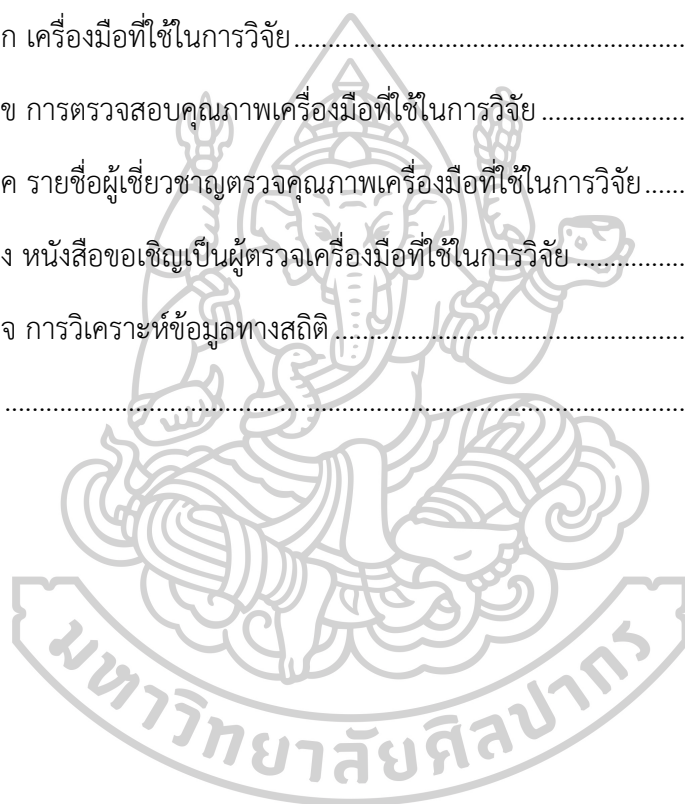 ก เครื่องมือที่ใช้ในการวิจัย........................................................
ข การตรวจสอบคุณภาพเครื่องมือที่ใช้ในการวิจัย.....................
ค รายชื่อผู้เชี่ยวชาญตรวจคุณภาพเครื่องมือที่ใช้ในการวิจัย......
ง หนังสือขอเชิญเป็นผู้ตรวจเครื่องมือที่ใช้ในการวิจัย................
จ การวิเคราะห์ข้อมูลทางสถิติ..................................................
....................................................................................................
มหาวิทยาลัยศิลปากร